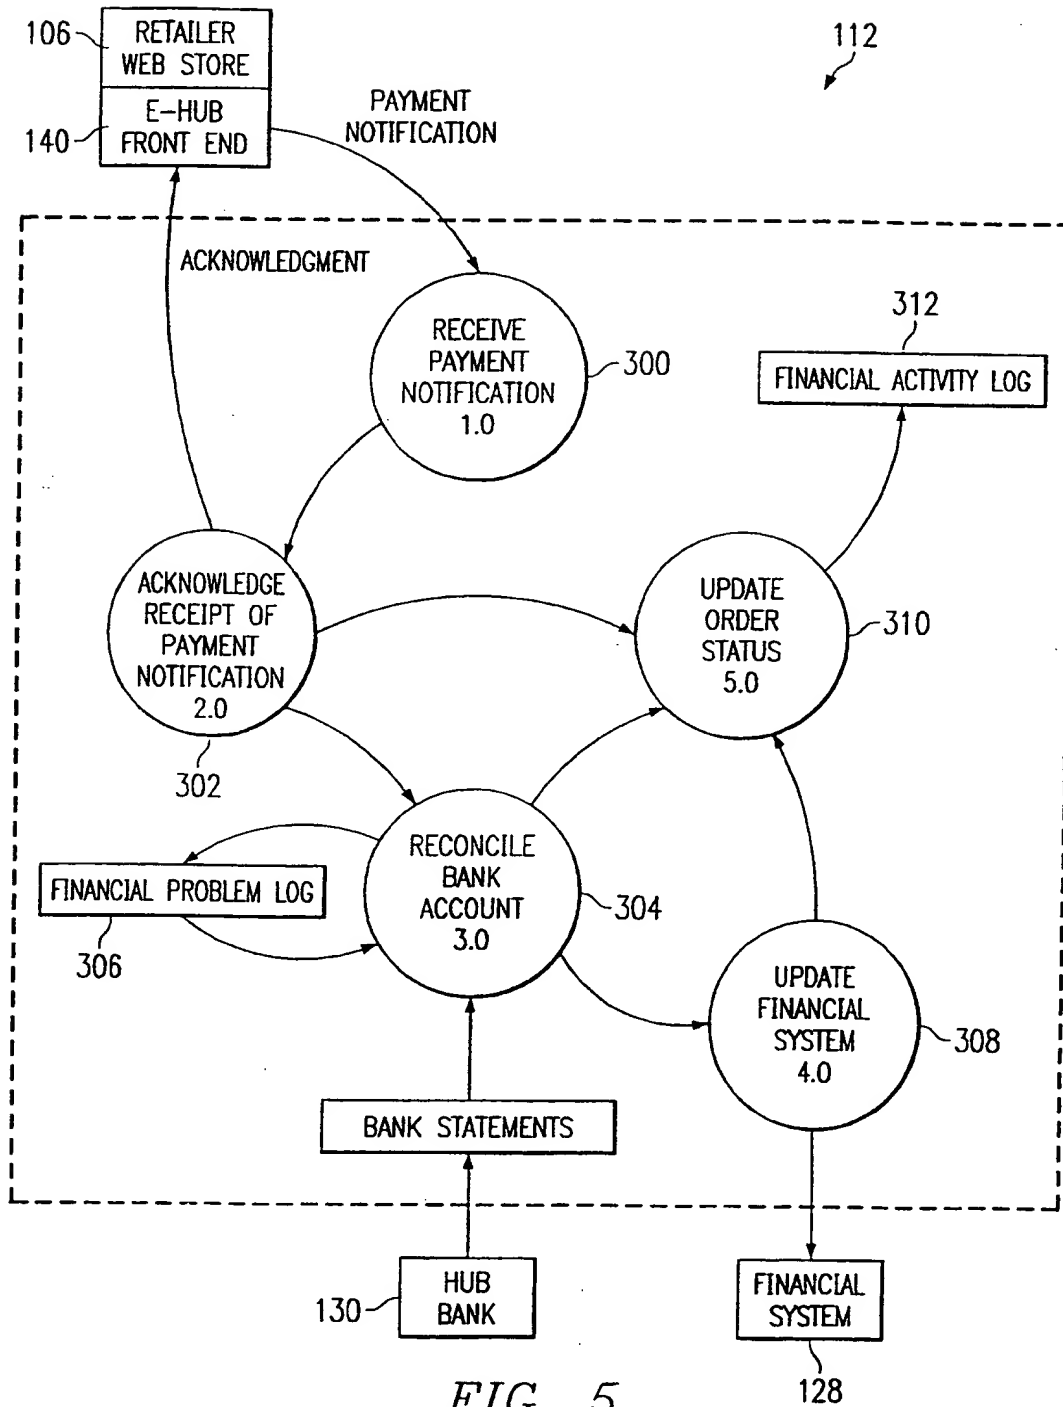 106
RETAILER
WEB STORE
140
E-HUB
FRONT END
PAYMENT
NOTIFICATION
112
ACKNOWLEDGMENT
RECEIVE
PAYMENT
NOTIFICATION
1.0
300
312
FINANCIAL ACTIVITY LOG
ACKNOWLEDGE
RECEIPT OF
PAYMENT
NOTIFICATION
2.0
302
UPDATE
ORDER
STATUS
5.0
310
RECONCILE
BANK
ACCOUNT
3.0
304
FINANCIAL PROBLEM LOG
306
UPDATE
FINANCIAL
SYSTEM
4.0
308
BANK STATEMENTS
HUB
BANK
130
FINANCIAL
SYSTEM
128
FIG. 5